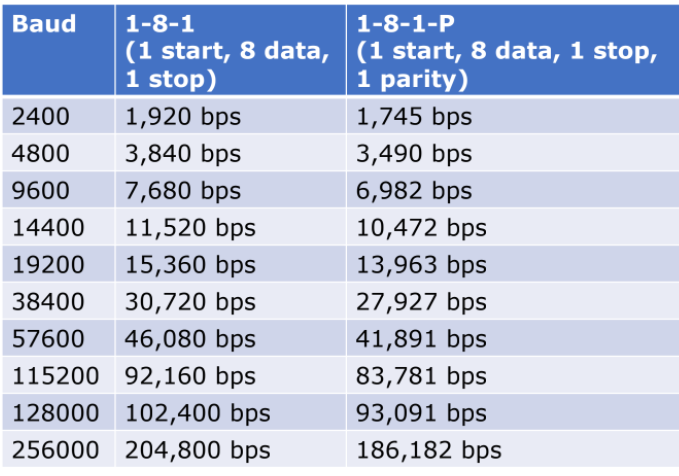 Baud 1-8-1 1-8-1-P
(1 start, 8 data, (1 start, 8 data, 1 stop,
1 stop) 1 parity)
2400 1,920 bps 1,745 bps
4800 3,840 bps 3,490 bps
9600 7,680 bps 6,982 bps
14400 11,520 bps 10,472 bps
19200 15,360 bps 13,963 bps
38400 30,720 bps 27,927 bps
57600 46,080 bps 41,891 bps
115200 92,160 bps 83,781 bps
128000 102,400 bps 93,091 bps
256000 204,800 bps 186,182 bps